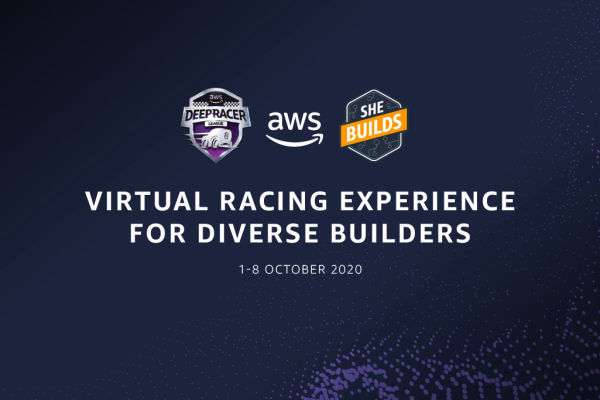 aws
DEEPRACER
LEAGUE
aws
SHE
BUILDS
VIRTUAL RACING EXPERIENCE
FOR DIVERSE BUILDERS
1-8 OCTOBER 2020